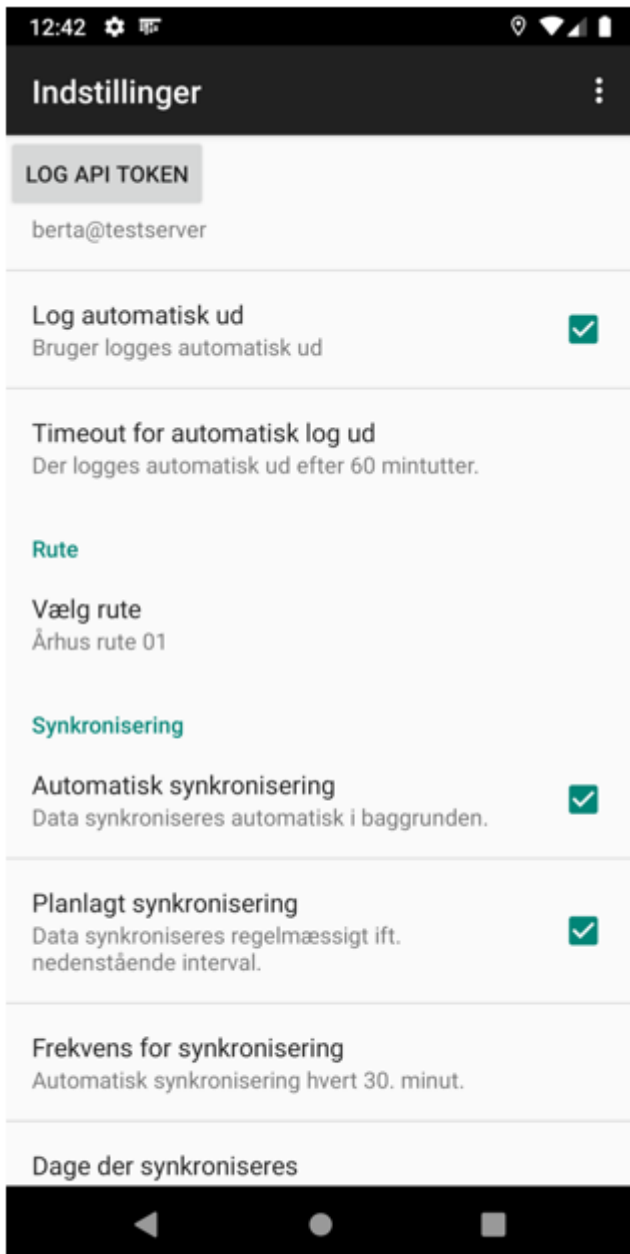 12:42
Indstillinger
LOG API TOKEN
berta@testserver
Log automatisk ud
Bruger logges automatisk ud
Timeout for automatisk log ud
Der logges automatisk ud efter 60 mintutter.
Rute
Vælg rute
Århus rute 01
Synkronisering
Automatisk synkronisering
Data synkroniseres automatisk i baggrunden.
Planlagt synkronisering
Data synkroniseres regelmæssigt ift.
nedenstående interval.
Frekvens for synkronisering
Automatisk synkronisering hvert 30. minut.
Dage der synkroniseres